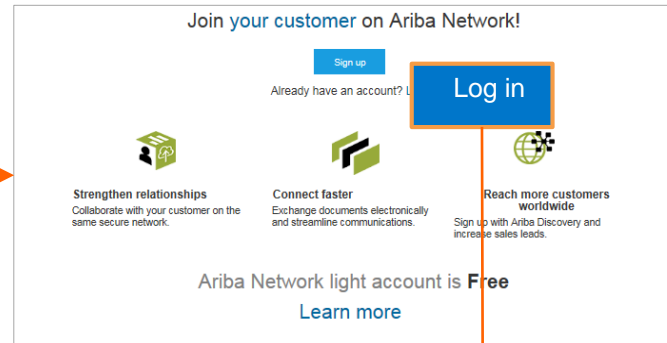 Join your customer on Ariba Network!
Sign up
Already have an account? L
Log in
Strengthen relationships
Collaborate with your customer on the
same secure network.
Connect faster
Exchange documents electronically
and streamline communications.
Reach more customers
worldwide
Sign up with Ariba Discovery and
increase sales leads.
Ariba Network light account is Free
Learn more